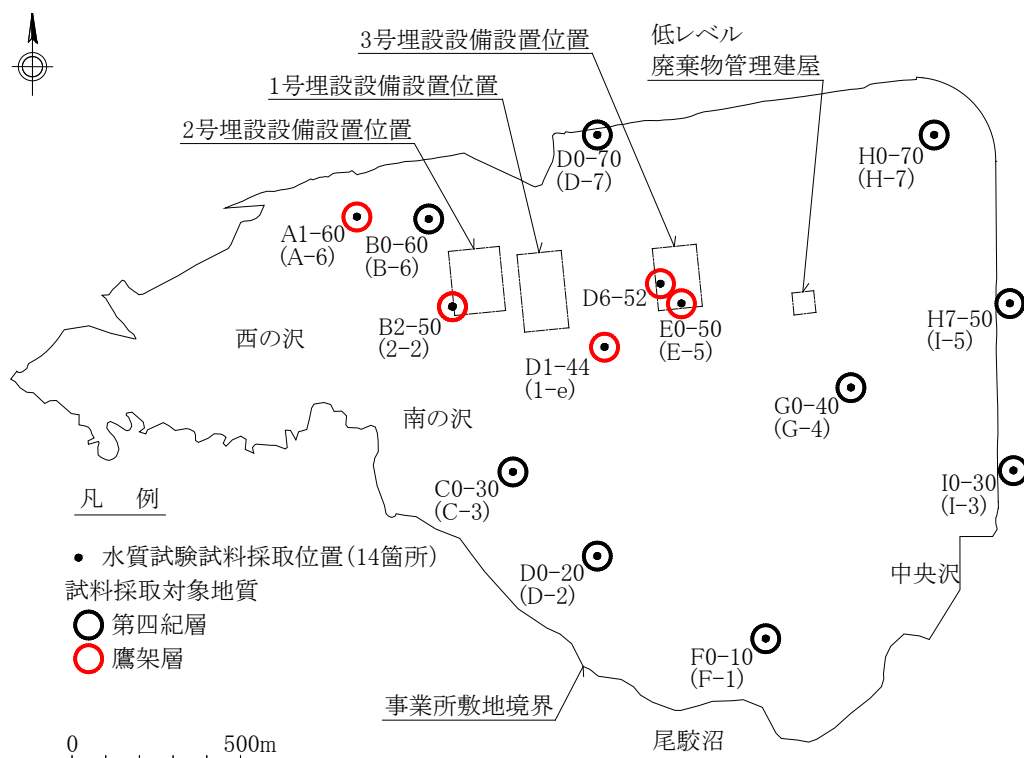 3号埋設設備設置位置
低レベル
廃棄物管理建屋
1号埋設設備設置位置
2号埋設設備設置位置
D0-70
(D-7)
H0-70
(H-7)
A1-60
(A-6)
B0-60
(B-6)
D6-52
B2-50
(2-2)
E0-50
(E-5)
H7-50
(I-5)
西の沢
D1-44
(1-e)
G0-40
(G-4)
南の沢
C0-30
(C-3)
I0-30
(I-3)
凡 例
水質試験試料採取位置(14箇所)
試料採取対象地質
第四紀層
鷹架層
D0-20
(D-2)
中央沢
F0-10
(F-1)
事業所敷地境界
尾駮沼
0 500m